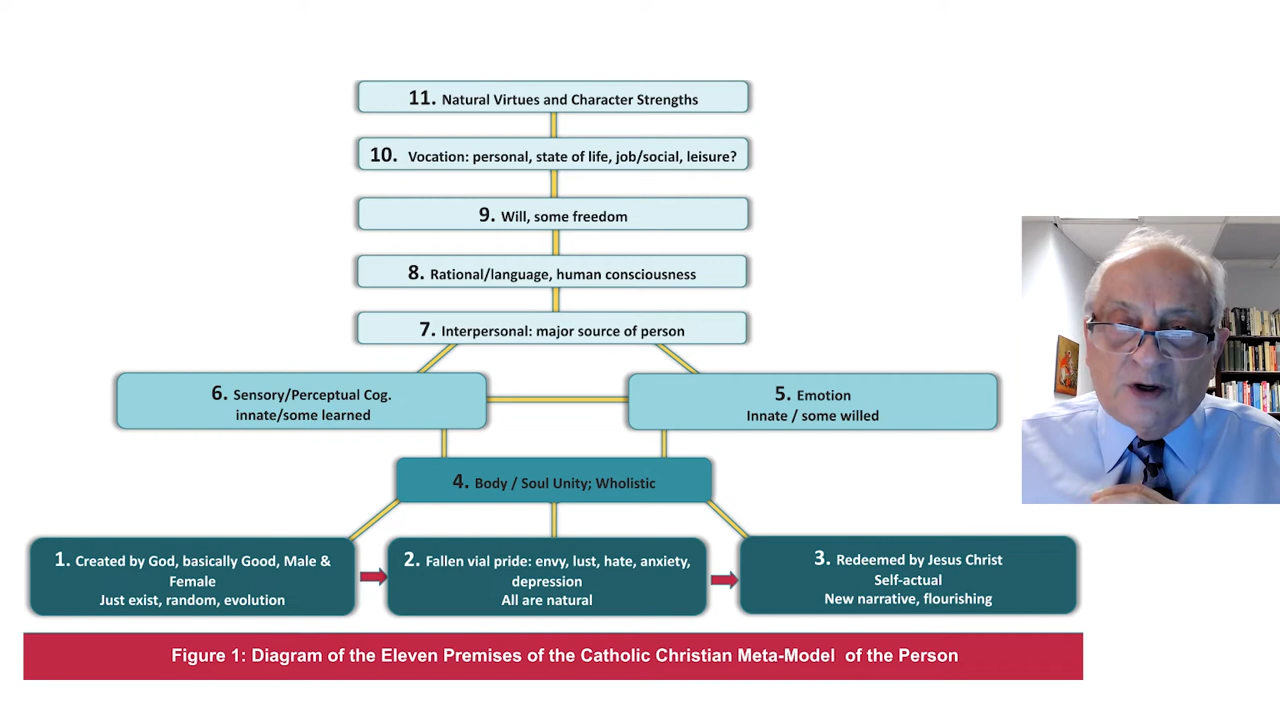 11. Natural Virtues and Character Strengths
10. Vocation: personal, state of life, job/social, leisure?
9. Will, some freedom
8. Rational/language, human consciousness
7. Interpersonal: major source of person
6. Sensory/Perceptual Cog.
innate/some learned
5. Emotion
Innate / some willed
4. Body / Soul Unity; Wholistic
1. Created by God, basically Good, Male &
Female
Just exist, random, evolution
2. Fallen vial pride: envy, lust, hate, anxiety,
depression
All are natural
3. Redeemed by Jesus Christ
Self-actual
New narrative, flourishing
Figure 1: Diagram of the Eleven Premises of the Catholic Christian Meta-Model of the Person